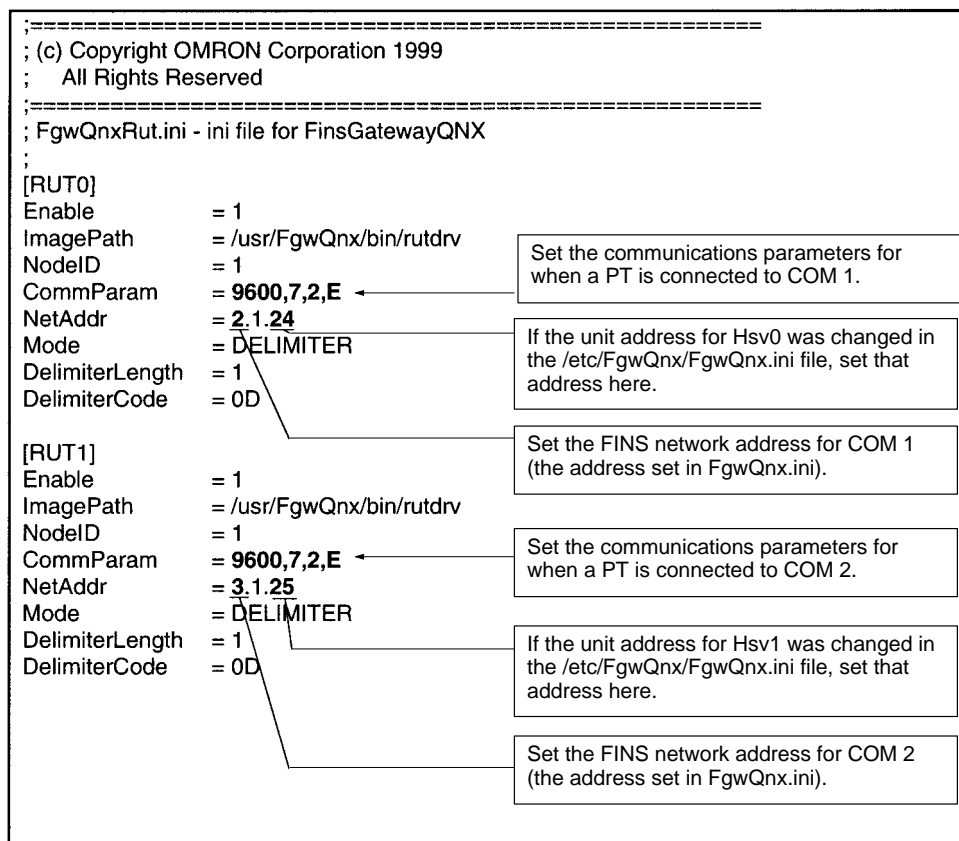 ;======================================================
; (c) Copyright OMRON Corporation 1999
;    All Rights Reserved
;======================================================
; FgwQnxRut.ini - ini file for FinsGatewayQNX
;
[RUT0]
Enable = 1
ImagePath = /usr/FgwQnx/bin/rutdrv
NodeID = 1
CommParam = 9600,7,2,E
NetAddr = 2.1.24
Mode = DELIMITER
DelimiterLength = 1
DelimiterCode = 0D
Set the communications parameters for
when a PT is connected to COM 1.
If the unit address for Hsv0 was changed in
the /etc/FgwQnx/FgwQnx.ini file, set that
address here.
Set the FINS network address for COM 1
(the address set in FgwQnx.ini).
[RUT1]
Enable = 1
ImagePath = /usr/FgwQnx/bin/rutdrv
NodeID = 1
CommParam = 9600,7,2,E
NetAddr = 3.1.25
Mode = DELIMITER
DelimiterLength = 1
DelimiterCode = 0D
Set the communications parameters for
when a PT is connected to COM 2.
If the unit address for Hsv1 was changed in
the /etc/FgwQnx/FgwQnx.ini file, set that
address here.
Set the FINS network address for COM 2
(the address set in FgwQnx.ini).